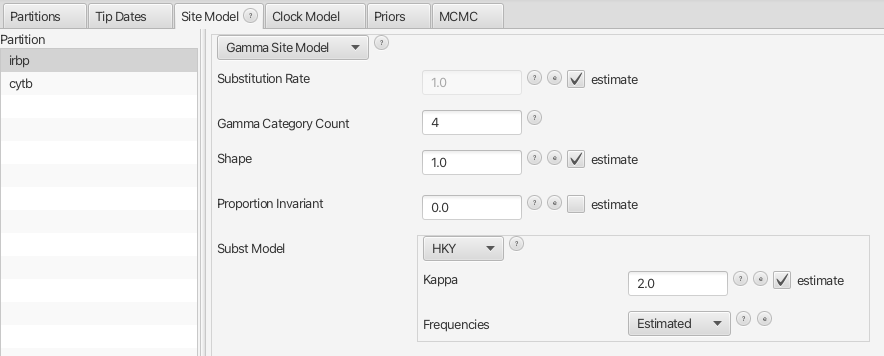 Partitions Tip Dates Site Model ? Clock Model Priors MCMC
Partition
irbp
cytb
Gamma Site Model ?
Substitution Rate 1.0 ? estimate
Gamma Category Count 4 ?
Shape 1.0 ? estimate
Proportion Invariant 0.0 ? estimate
Subst Model HKY ?
Kappa 2.0 ? estimate
Frequencies Estimated ?